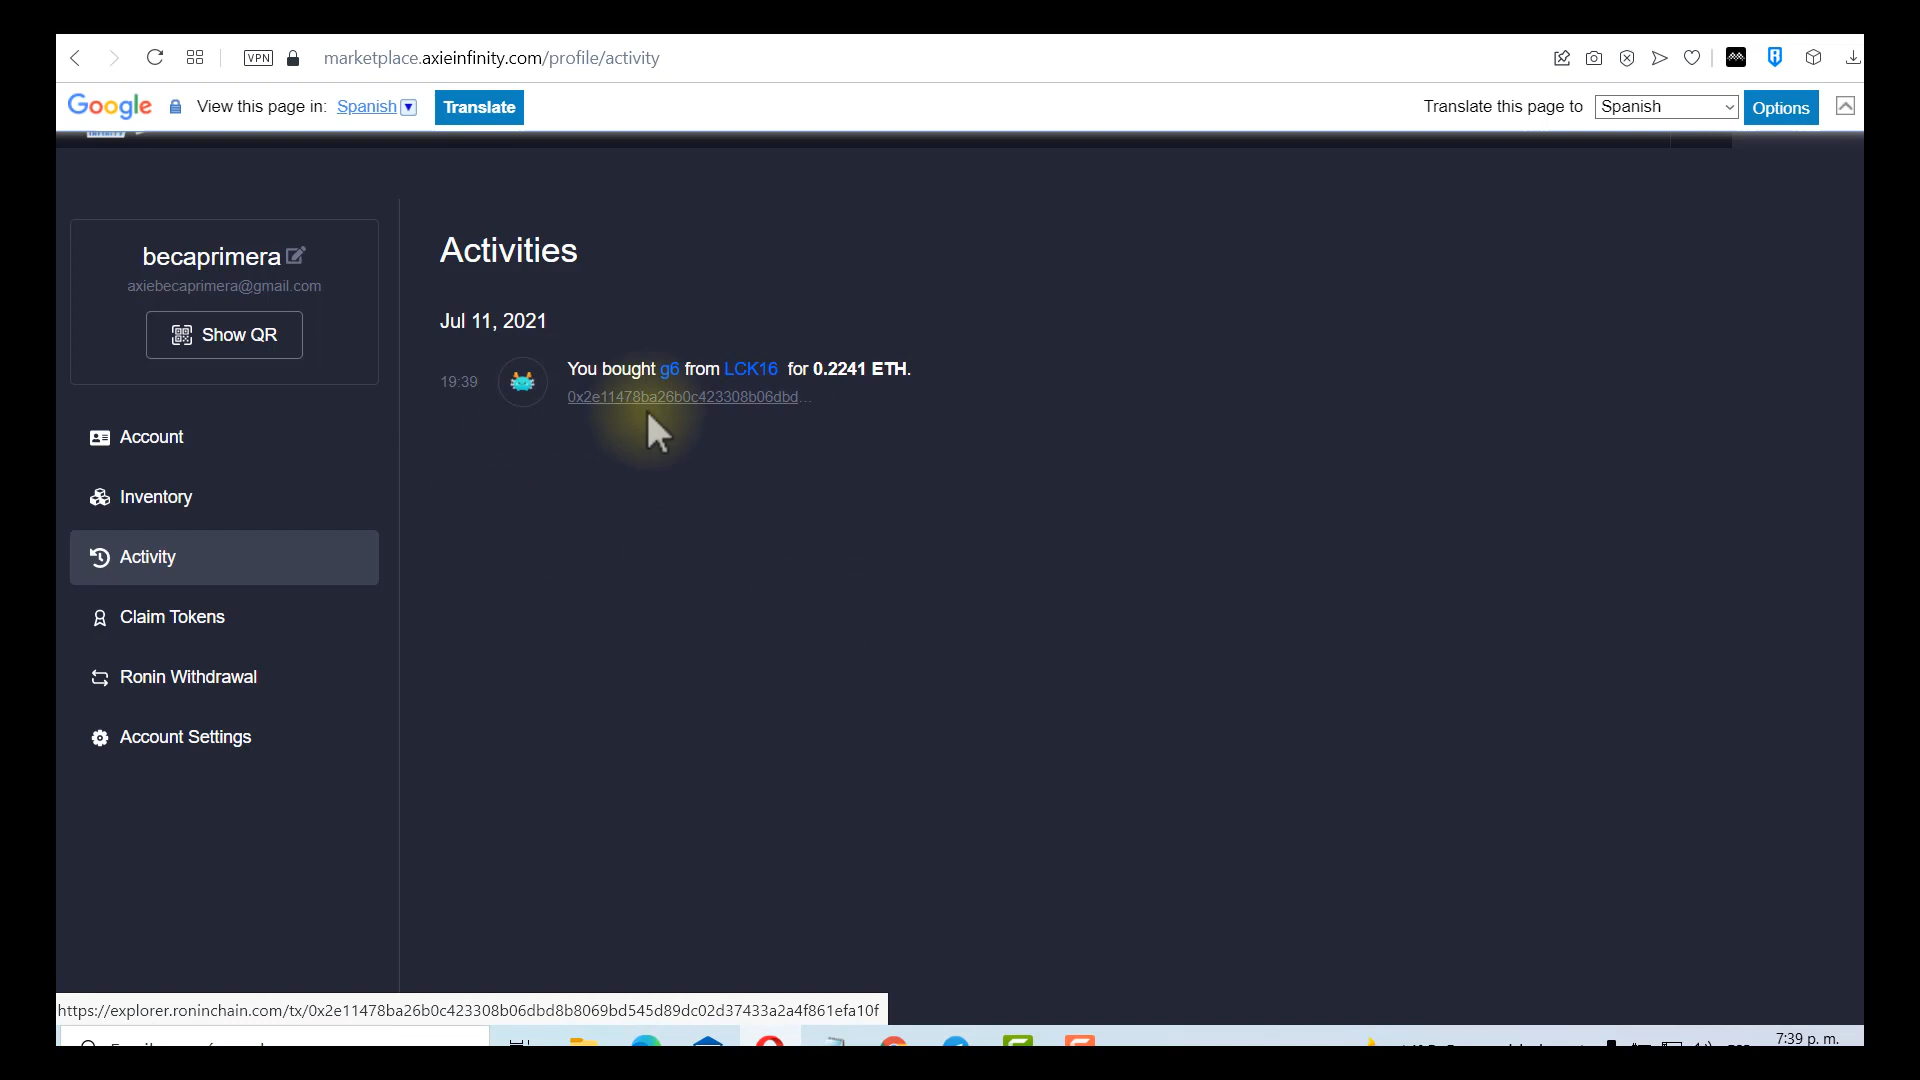 VPN
marketplace.axieinfinity.com/profile/activity
Google View this page in: Spanish Translate
Translate this page to Spanish Options
becaprimera
axiebecaprimera@gmail.com
Show QR
Account
Inventory
Activity
Claim Tokens
Ronin Withdrawal
Account Settings
Activities
Jul 11, 2021
19:39
You bought g6 from LCK16 for 0.2241 ETH.
0x2e11478ba26b0c423308b06dbd...
https://explorer.roninchain.com/tx/0x2e11478ba26b0c423308b06dbd8b8069bd545d89dc02d37433a2a4f861efa10f
7:39 p. m.